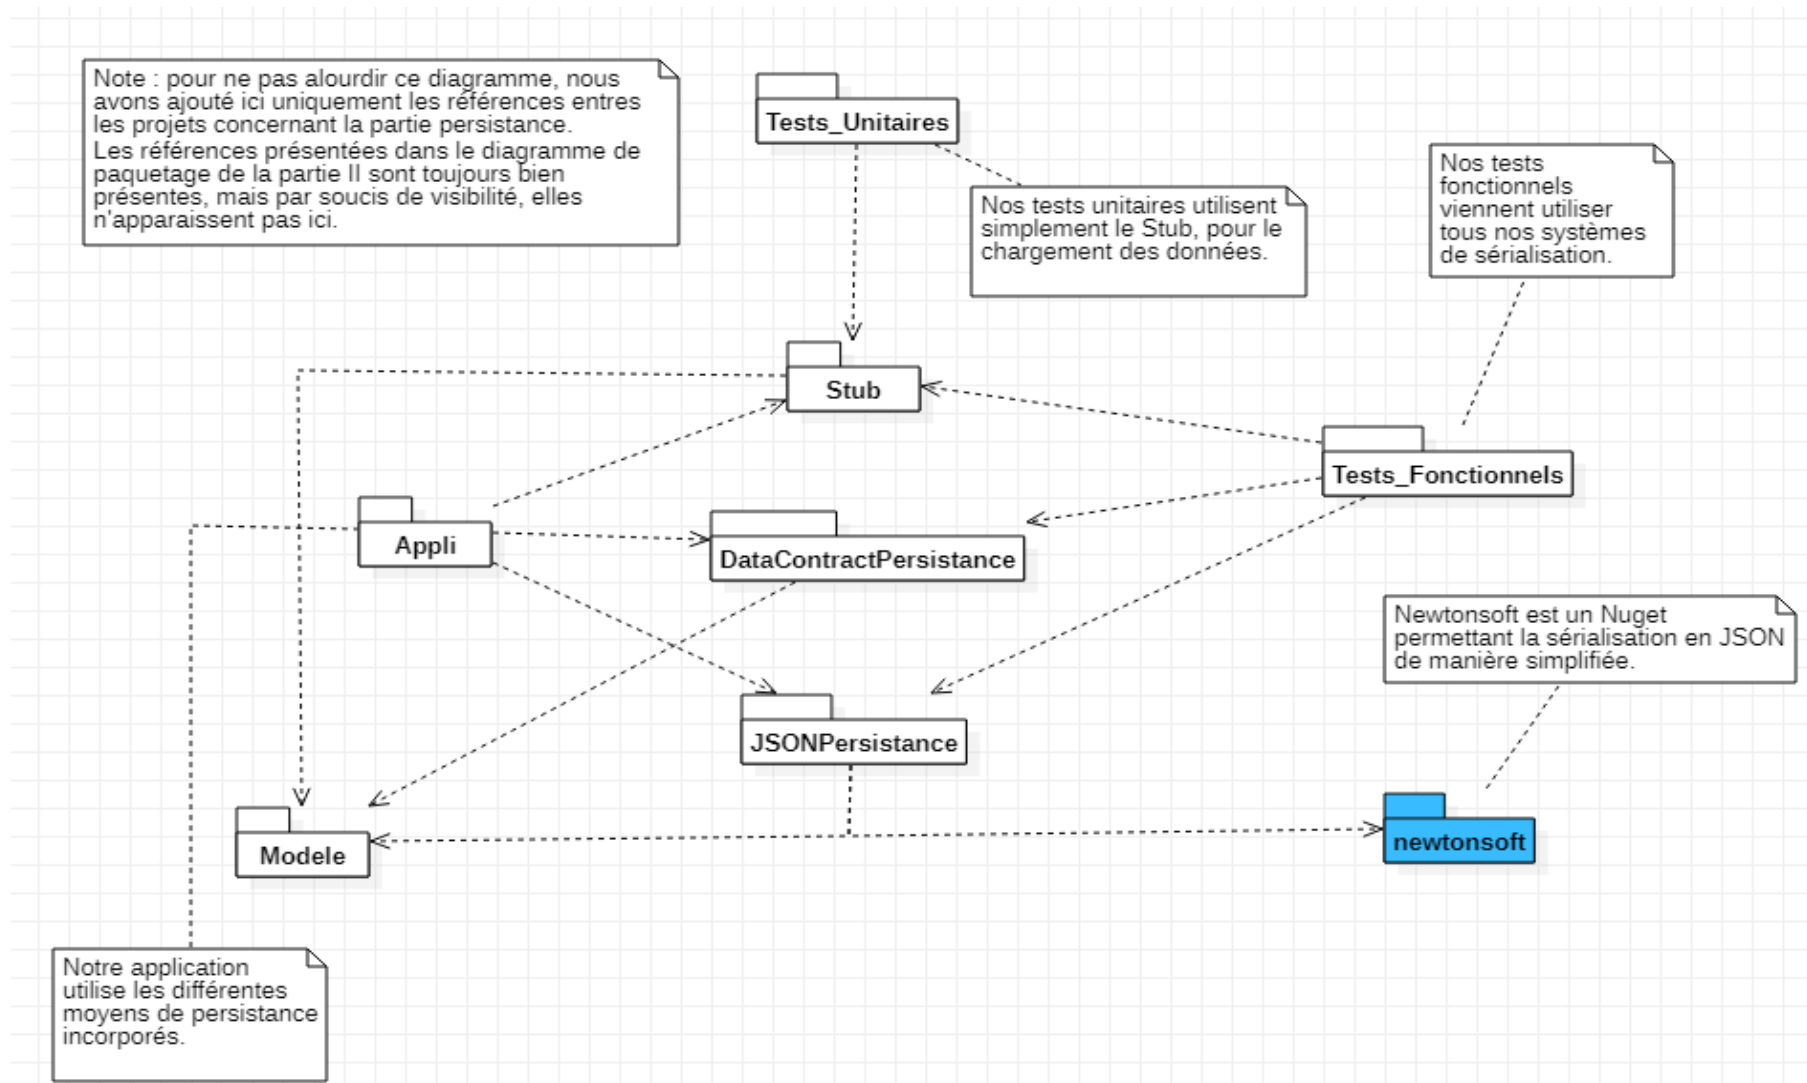 Note : pour ne pas alourdir ce diagramme, nous
avons ajouté ici uniquement les références entres
les projets concernant la partie persistance.
Les références présentées dans le diagramme de
paquetage de la partie II sont toujours bien
présentes, mais par soucis de visibilité, elles
n'apparaissent pas ici.
Tests_Unitaires
Nos tests unitaires utilisent
simplement le Stub, pour le
chargement des données.
Nos tests
fonctionnels
viennent utiliser
tous nos systèmes
de sérialisation.
Stub
Tests_Fonctionnels
Appli
DataContractPersistance
Newtonsoft est un Nuget
permettant la sérialisation en JSON
de manière simplifiée.
JSONPersistance
Modele
newtonsoft
Notre application
utilise les différentes
moyens de persistance
incorporés.